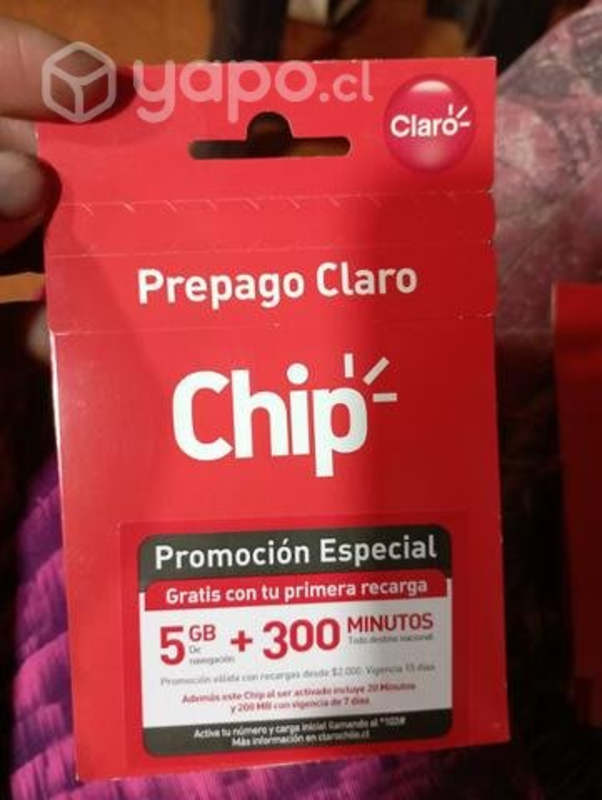 yapo.cl
Claro
Prepago Claro
Chip
Promoción Especial
Gratis con tu primera recarga
5 GB De navegación + 300 MINUTOS Todo destino nacional
Promoción válida con recargas desde $2.000. Vigencia 15 días
Además este Chip al ser activado incluye 20 Minutos
y 200 MB con vigencia de 7 días
Activa tu número y carga inicial llamando al *103#
Más información en clarochile.cl